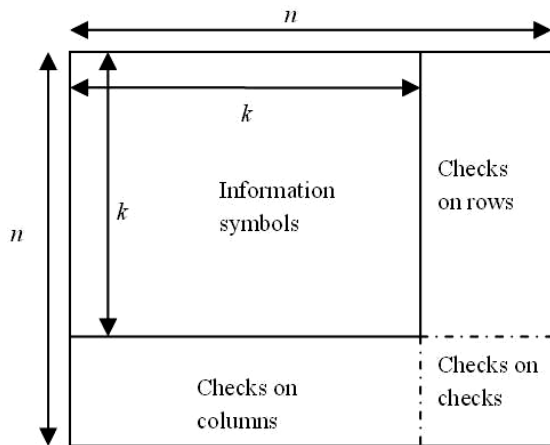 n
k
Checks
on rows
Information
symbols
k
n
Checks on
checks
Checks on
columns